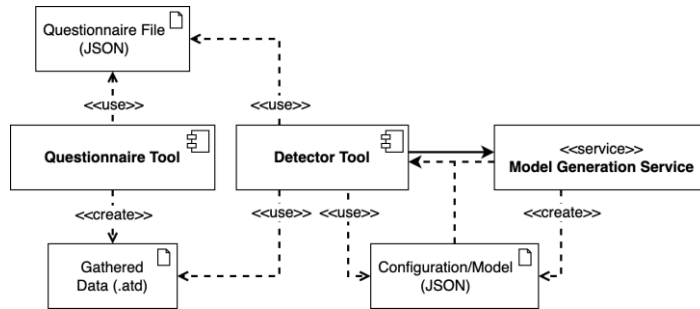 Questionnaire File
(JSON)
<<use>>
<<use>>
Questionnaire Tool
Detector Tool
<<service>>
Model Generation Service
<<create>>
<<use>>
<<use>>
<<create>>
Gathered
Data (.atd)
Configuration/Model
(JSON)